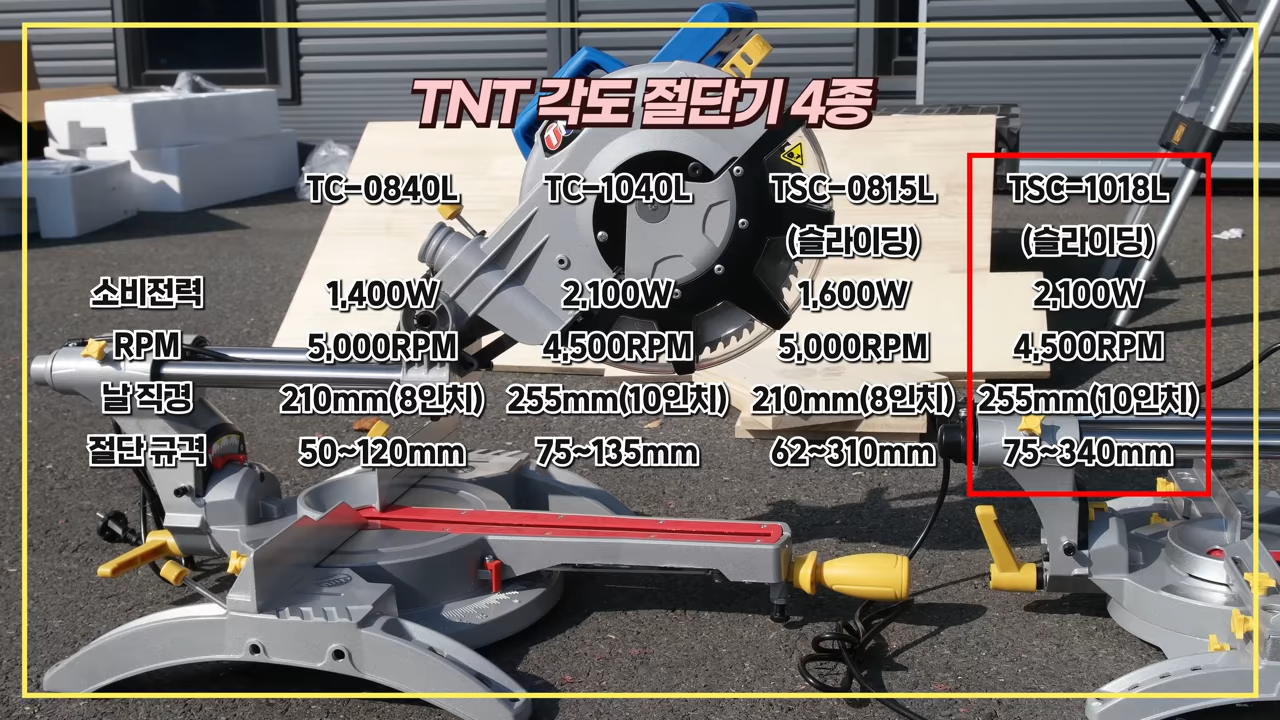 TNT 각도 절단기 4종
TC-0840L TC-1040L TSC-0815L TSC-1018L
(슬라이딩) (슬라이딩)
소비전력 1,400W 2,100W 1,600W 2,100W
RPM 5,000RPM 4,500RPM 5,000RPM 4,500RPM
날 직경 210mm(8인치) 255mm(10인치) 210mm(8인치) 255mm(10인치)
절단 규격 50~120mm 75~135mm 62~310mm 75~340mm